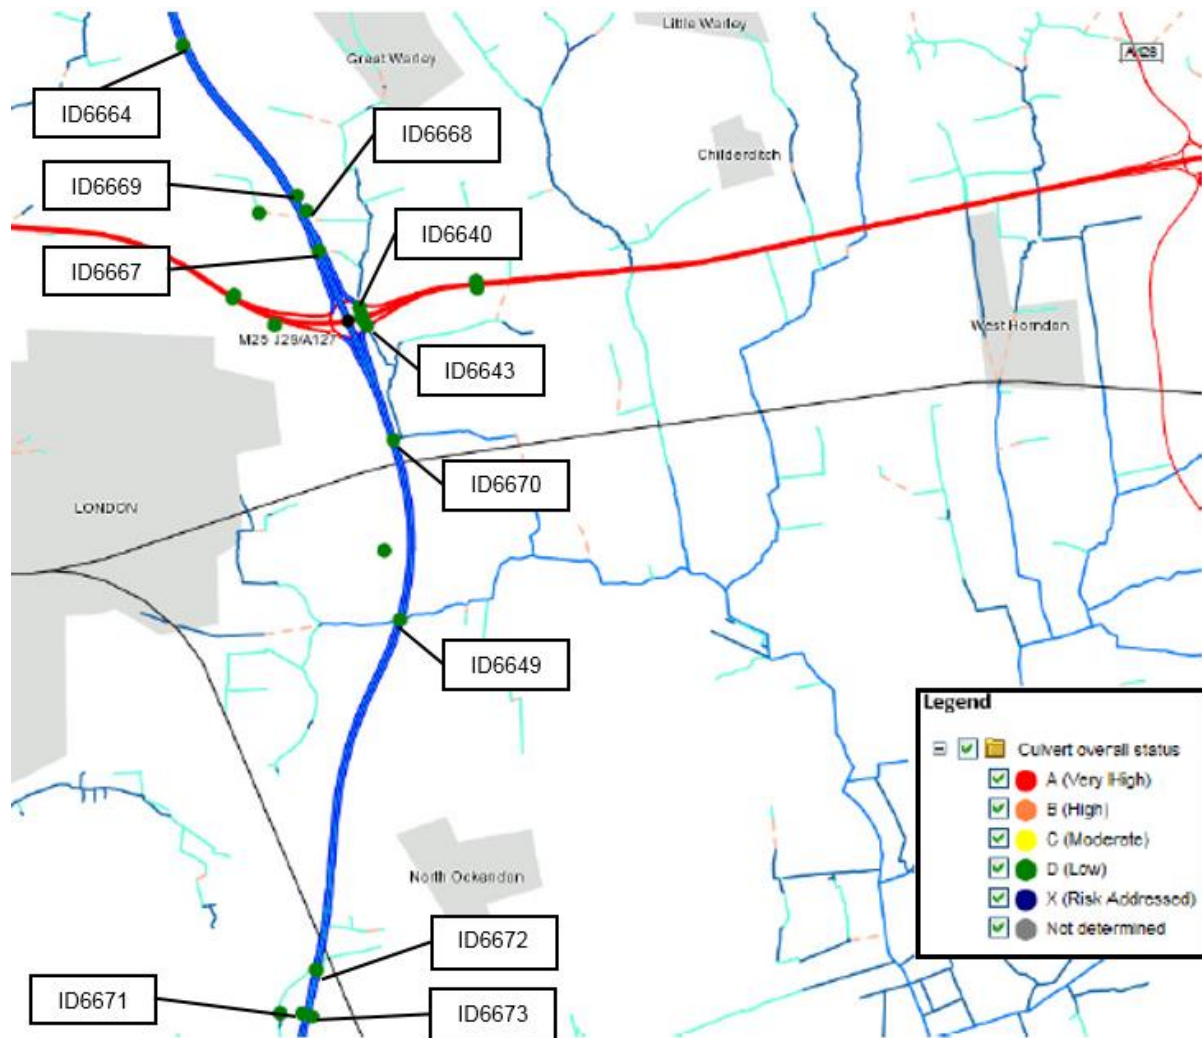 Little Warley
A128
Great Warley
ID6664
ID6668
Childerditch
ID6669
ID6640
ID6667
West Horndon
M25 J29/A127
ID6643
ID6670
LONDON
ID6649
Legend
Culvert overall status
A (Very High)
B (High)
C (Moderate)
D (Low)
X (Risk Addressed)
Not determined
North Ockendon
ID6672
ID6671
ID6673